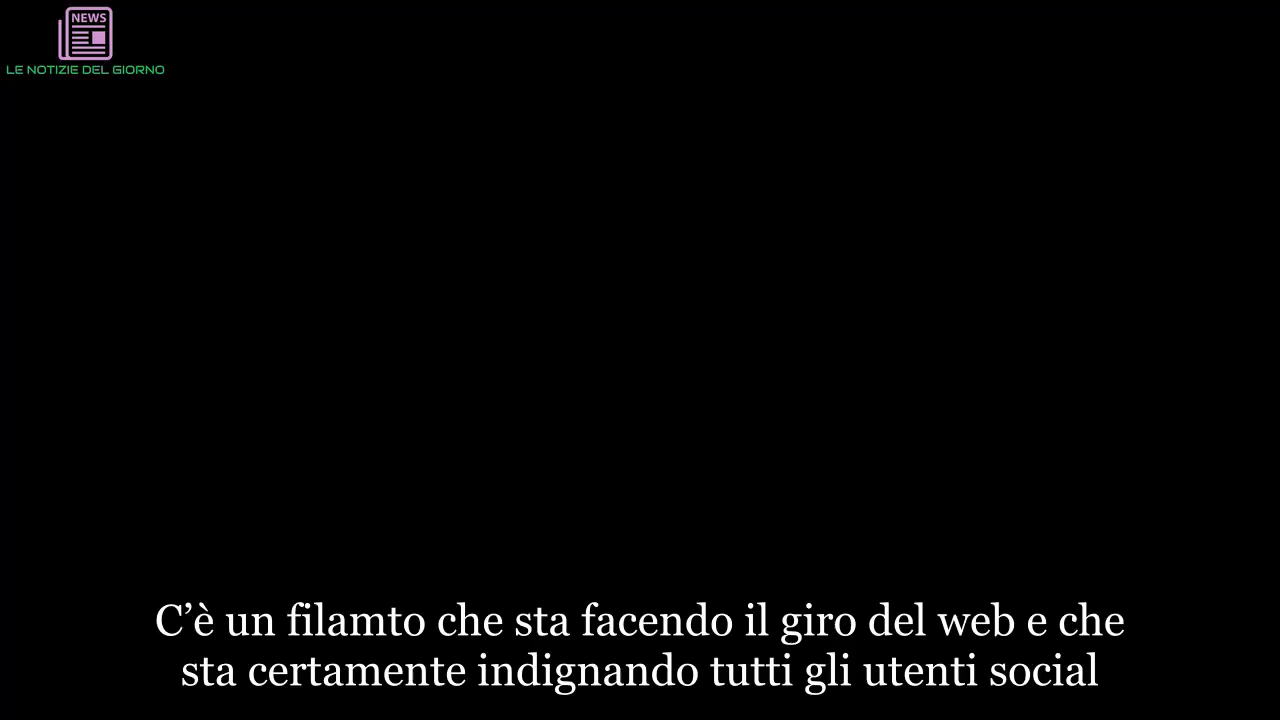 NEWS
LE NOTIZIE DEL GIORNO
C’è un filamto che sta facendo il giro del web e che
sta certamente indignando tutti gli utenti social